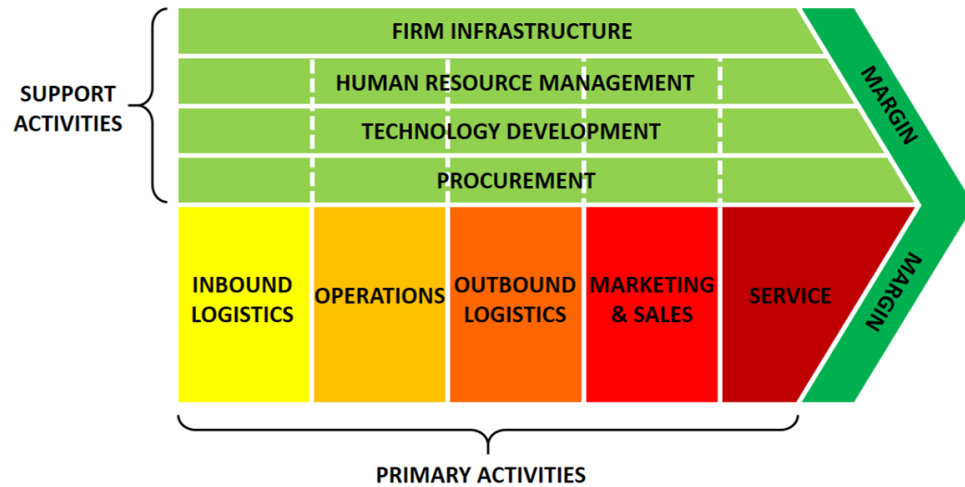 FIRM INFRASTRUCTURE
HUMAN RESOURCE MANAGEMENT
TECHNOLOGY DEVELOPMENT
PROCUREMENT
SUPPORT
ACTIVITIES
MARGIN
INBOUND
LOGISTICS
OPERATIONS
OUTBOUND
LOGISTICS
MARKETING
& SALES
SERVICE
MARGIN
PRIMARY ACTIVITIES